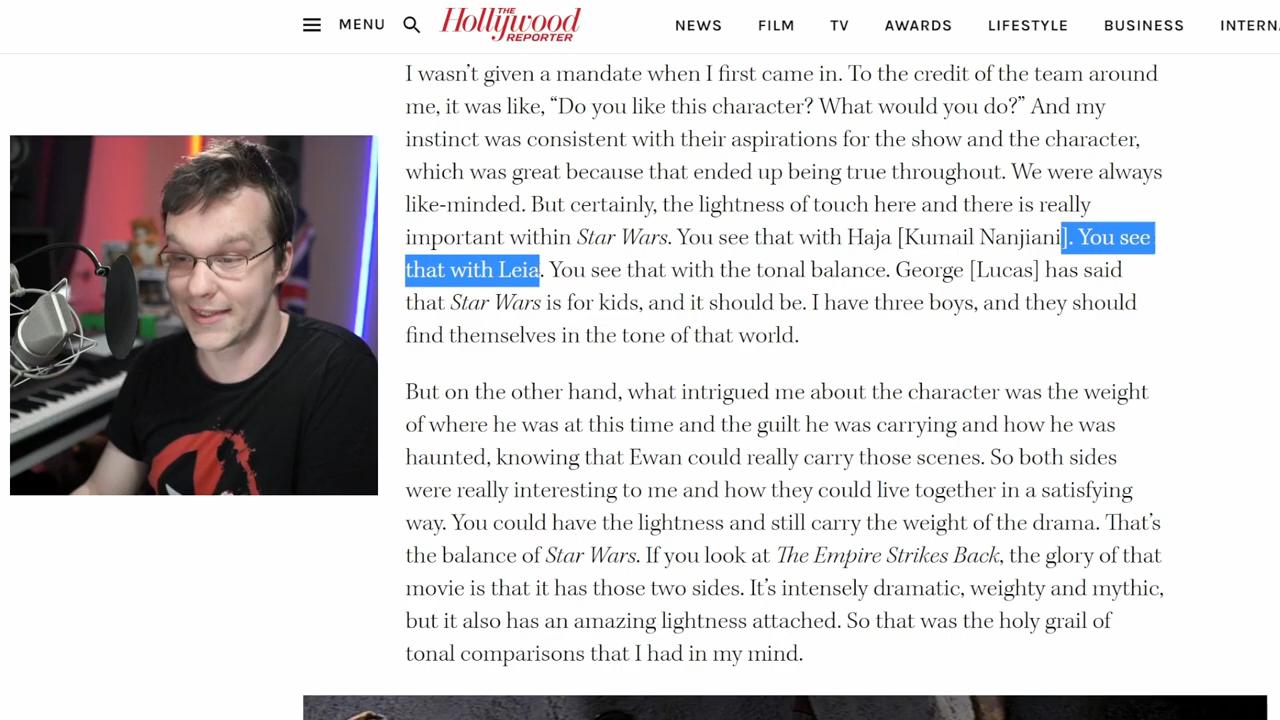 MENU
THE
Hollywood
REPORTER
NEWS FILM TV AWARDS LIFESTYLE BUSINESS INTERN
I wasn’t given a mandate when I first came in. To the credit of the team around
me, it was like, “Do you like this character? What would you do?” And my
instinct was consistent with their aspirations for the show and the character,
which was great because that ended up being true throughout. We were always
like-minded. But certainly, the lightness of touch here and there is really
important within Star Wars. You see that with Haja [Kumail Nanjiani]. You see
that with Leia. You see that with the tonal balance. George [Lucas] has said
that Star Wars is for kids, and it should be. I have three boys, and they should
find themselves in the tone of that world.
But on the other hand, what intrigued me about the character was the weight
of where he was at this time and the guilt he was carrying and how he was
haunted, knowing that Ewan could really carry those scenes. So both sides
were really interesting to me and how they could live together in a satisfying
way. You could have the lightness and still carry the weight of the drama. That’s
the balance of Star Wars. If you look at The Empire Strikes Back, the glory of that
movie is that it has those two sides. It’s intensely dramatic, weighty and mythic,
but it also has an amazing lightness attached. So that was the holy grail of
tonal comparisons that I had in my mind.